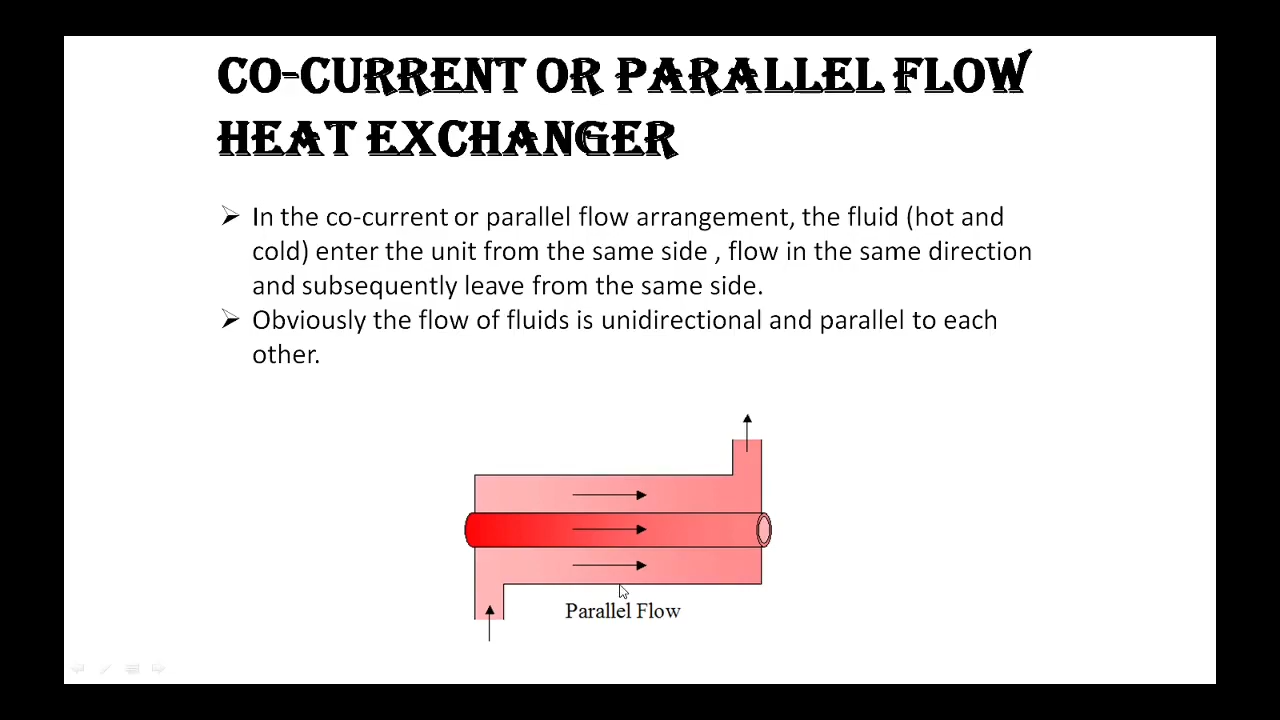 CO-CURRENT OR PARALLEL FLOW
HEAT EXCHANGER
➢ In the co-current or parallel flow arrangement, the fluid (hot and
cold) enter the unit from the same side , flow in the same direction
and subsequently leave from the same side.
➢ Obviously the flow of fluids is unidirectional and parallel to each
other.
Parallel Flow